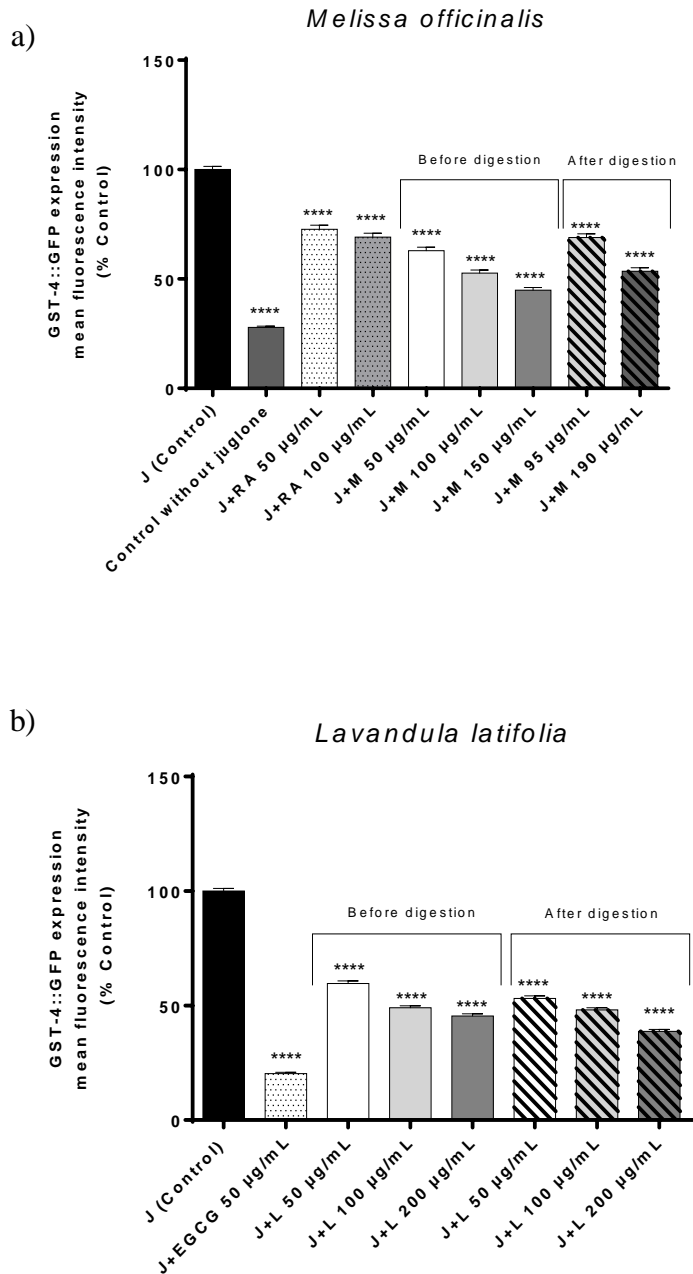 a)
Melissa officinalis
GST-4::GFP expression
mean fluorescence intensity
(% Control)
150
100
50
0
Before digestion
After digestion
****
****
****
****
****
****
****
****
J (Control)
Control without juglone
J+RA 50 µg/mL
J+RA 100 µg/mL
J+M 50 µg/mL
J+M 100 µg/mL
J+M 150 µg/mL
J+M 95 µg/mL
J+M 190 µg/mL
b)
Lavandula latifolia
GST-4::GFP expression
mean fluorescence intensity
(% Control)
150
100
50
0
Before digestion
After digestion
****
****
****
****
****
****
****
J (Control)
J+EGCG 50 µg/mL
J+L 50 µg/mL
J+L 100 µg/mL
J+L 200 µg/mL
J+L 50 µg/mL
J+L 100 µg/mL
J+L 200 µg/mL